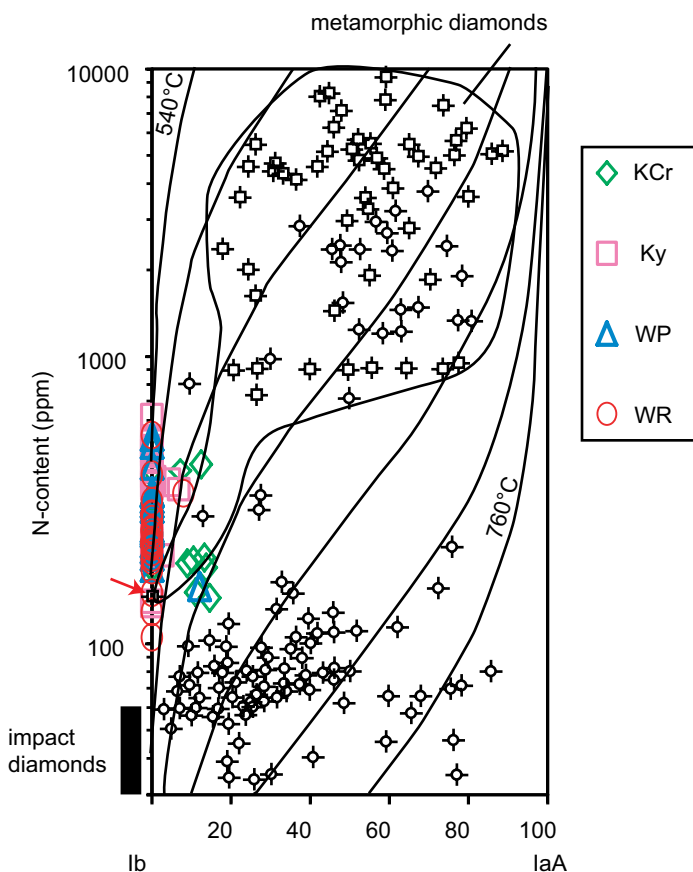 metamorphic diamonds
10000
540°C
KCr
Ky
1000
WP
N-content (ppm)
WR
760°C
100
impact
diamonds
20 40 60 80 100
Ib IaA